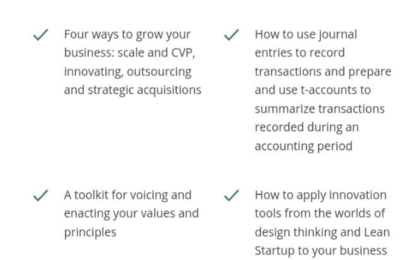 Four ways to grow your
business: scale and CVP,
innovating, outsourcing
and strategic acquisitions
How to use journal
entries to record
transactions and prepare
and use t-accounts to
summarize transactions
recorded during an
accounting period
A toolkit for voicing and
enacting your values and
principles
How to apply innovation
tools from the worlds of
design thinking and Lean
Startup to your business